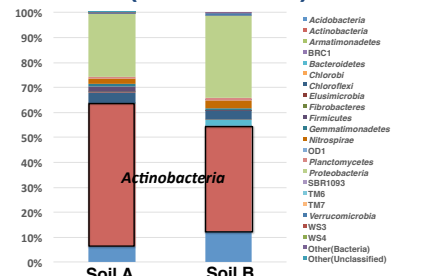 100%
90%
80%
70%
60%
50%
40%
30%
20%
10%
0%
Actinobacteria
Soil A
Soil B
Acidobacteria
Actinobacteria
Armatimonadetes
BRC1
Bacteroidetes
Chlorobi
Chloroflexi
Elusimicrobia
Fibrobacteres
Firmicutes
Gemmatimonadetes
Nitrospirae
OD1
Planctomycetes
Proteobacteria
SBR1093
TM6
TM7
Verrucomicrobia
WS3
WS4
Other(Bacteria)
Other(Unclassified)